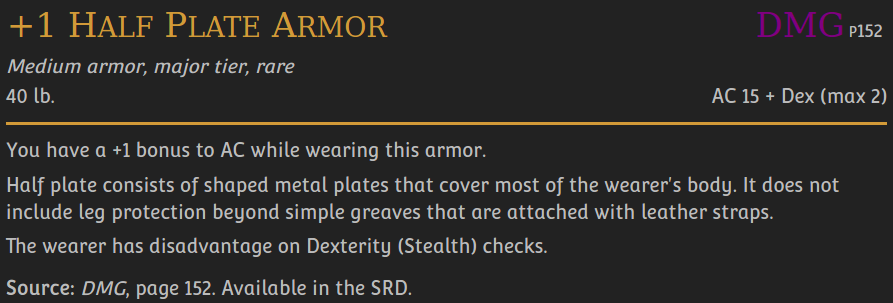 +1 Half Plate Armor DMG p152
Medium armor, major tier, rare
40 lb. AC 15 + Dex (max 2)
You have a +1 bonus to AC while wearing this armor.
Half plate consists of shaped metal plates that cover most of the wearer's body. It does not
include leg protection beyond simple greaves that are attached with leather straps.
The wearer has disadvantage on Dexterity (Stealth) checks.
Source: DMG, page 152. Available in the SRD.